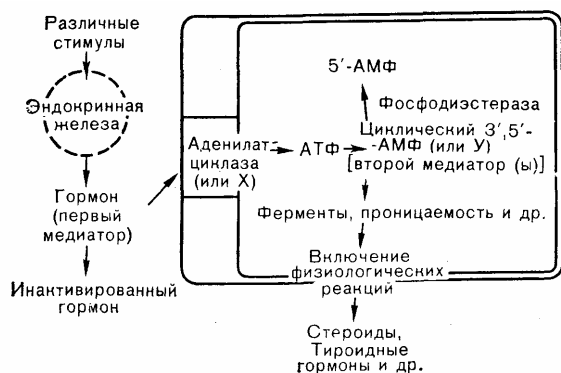 Различные
стимулы
Эндокринная
железа
Гормон
(первый
медиатор)
Инактивированный
гормон
Аденилат-
циклаза
(или X)
АТФ
5′-АМФ
Фосфодиэстераза
Циклический 3′,5′-
-АМФ (или У)
[второй медиатор (ы)]
Ферменты, проницаемость и др.
Включение
физиологических
реакций
Стероиды,
Тироидные
гормоны и др.